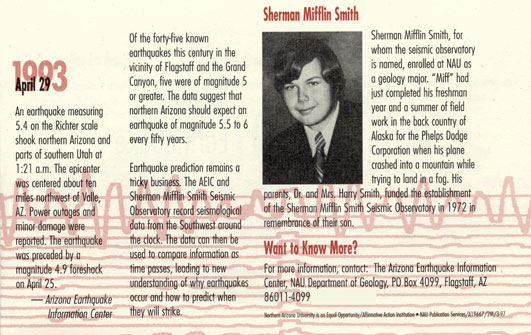 1993
April 29
An earthquake measuring
5.4 on the Richter scale
shook northern Arizona and
parts of southern Utah at
1:21 a.m. The epicenter
was centered about ten
miles northwest of Valle,
AZ. Power outages and
minor damage were
reported. The earthquake
was preceded by a
magnitude 4.9 foreshock
on April 25.
— Arizona Earthquake
Information Center
Of the forty-five known
earthquakes this century in the
vicinity of Flagstaff and the Grand
Canyon, five were of magnitude 5
or greater. The data suggest that
northern Arizona should expect an
earthquake of magnitude 5.5 to 6
every fifty years.
Earthquake prediction remains a
tricky business. The AEIC and
Sherman Mifflin Smith Seismic
Observatory record seismological
data from the Southwest around
the clock. The data can then be
used to compare information as
time passes, leading to new
understanding of why earthquakes
occur and how to predict when
they will strike.
Sherman Mifflin Smith
Sherman Mifflin Smith, for
whom the seismic observatory
is named, enrolled at NAU as
a geology major. “Miff” had
just completed his freshman
year and a summer of field
work in the back country of
Alaska for the Phelps Dodge
Corporation when his plane
crashed into a mountain while
trying to land in a fog. His
parents, Dr. and Mrs. Harry Smith, funded the establishment
of the Sherman Mifflin Smith Seismic Observatory in 1972 in
remembrance of their son.
Want to Know More?
For more information, contact: The Arizona Earthquake Information
Center, NAU Department of Geology, PO Box 4099, Flagstaff, AZ
86011-4099
Northern Arizona University is an Equal Opportunity/Affirmative Action Institution • NAU Publication Services